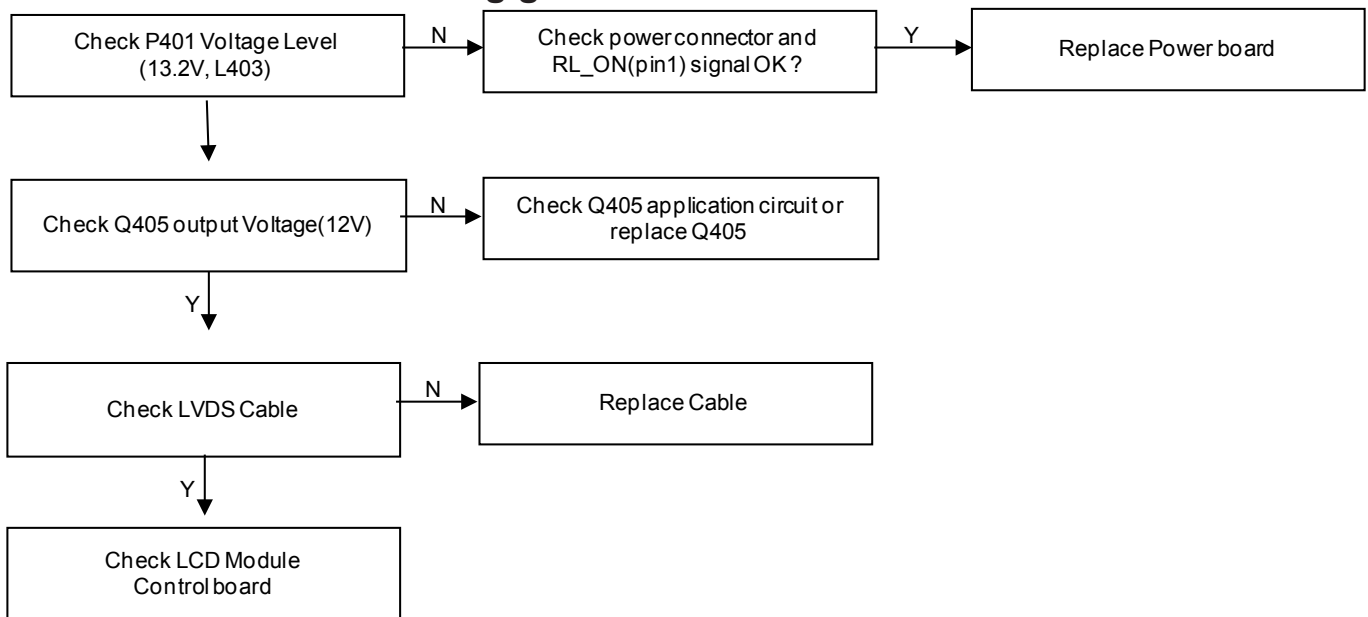 Check P401 Voltage Level
(13.2V, L403)
N
Check power connector and
RL_ON(pin1) signal OK ?
Y
Replace Power board
Check Q405 output Voltage(12V)
N
Check Q405 application circuit or
replace Q405
Y
Check LVDS Cable
N
Replace Cable
Y
Check LCD Module
Control board